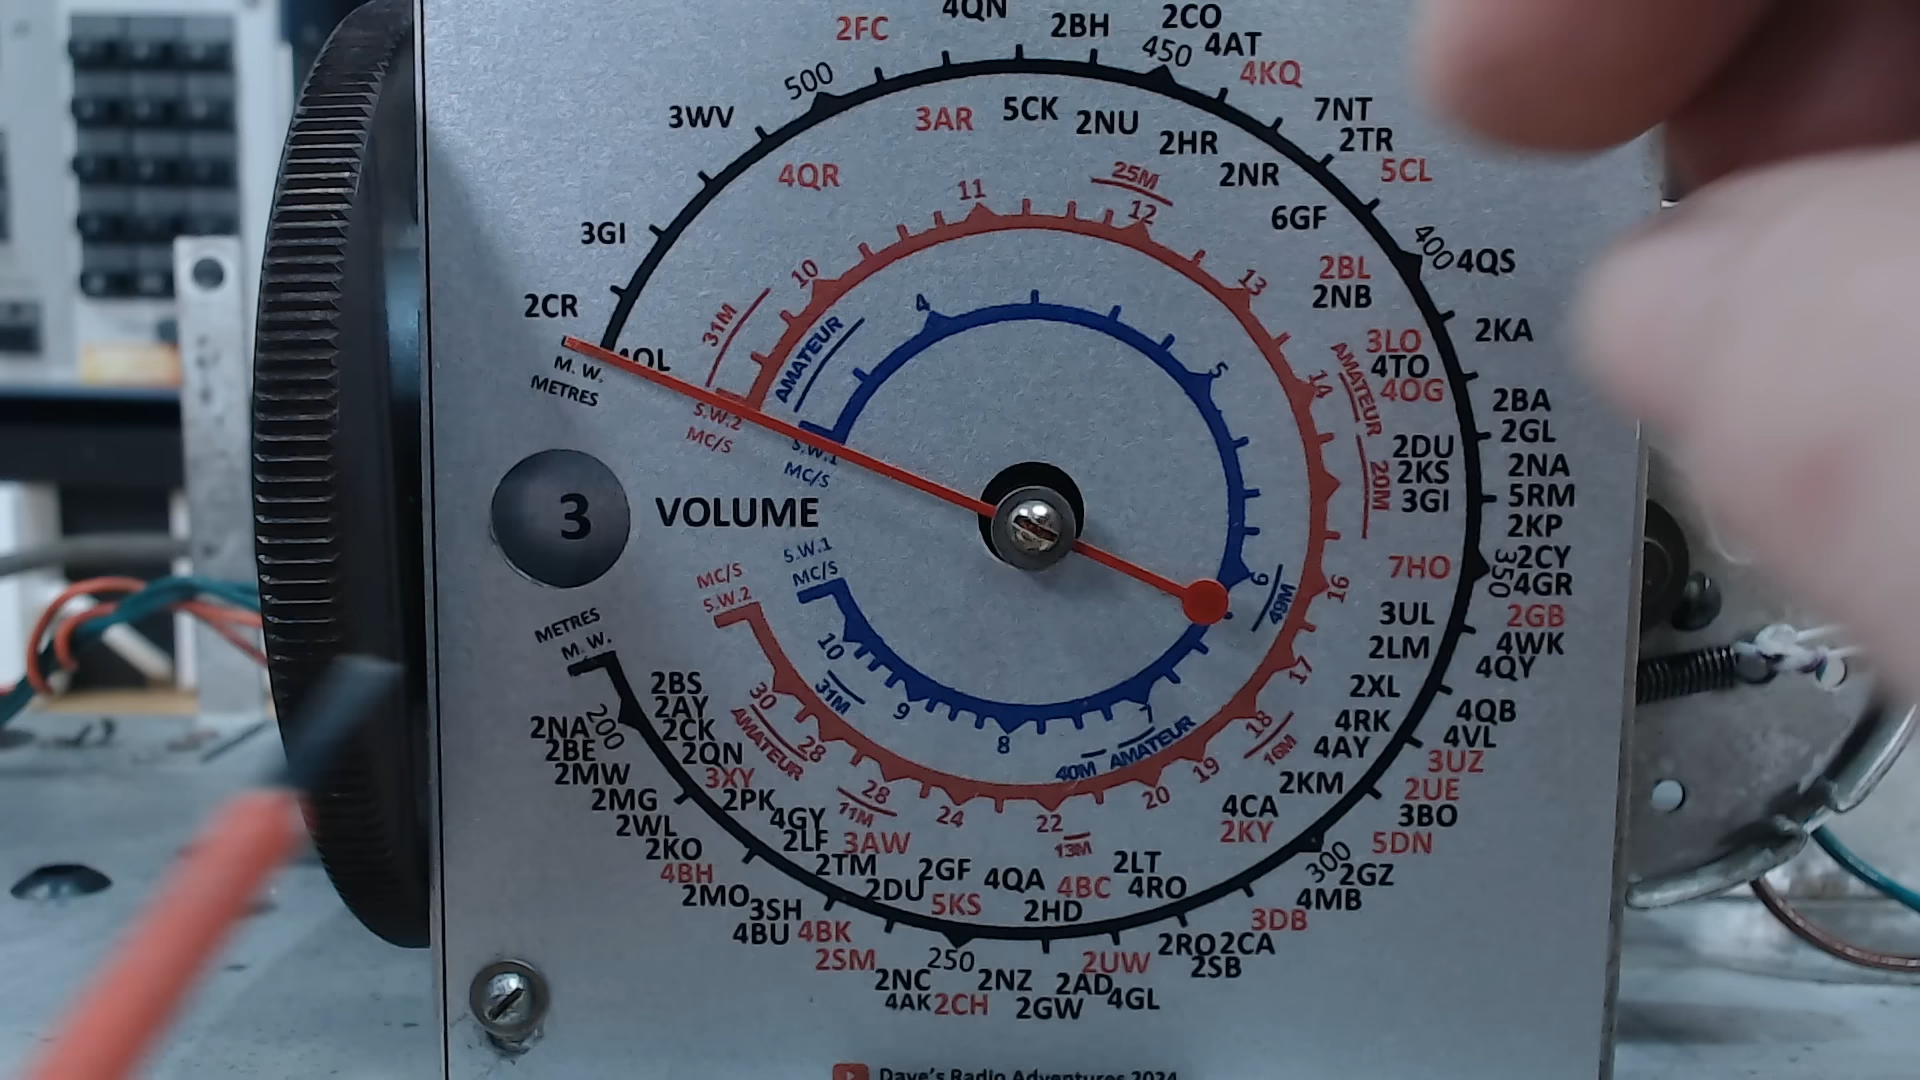 4QN
2CO
2FC
2BH
450
4AT
4KQ
500
3WV
3AR
5CK
2NU
7NT
2TR
2HR
5CL
4QR
25M
2NR
11
12
6GF
3GI
400
4QS
10
13
2BL
2NB
2CR
31M
4
AMATEUR
2KA
3LO
4TO
4QL
M. W.
METRES
5
14
AMATEUR
4OG
2BA
2GL
S.W.2
MC/S
S.W.1
MC/S
2DU
2KS
2NA
20M
3GI
5RM
3
VOLUME
2KP
S.W.1
MC/S
2CY
350
4GR
7HO
MC/S
S.W.2
6
49M
16
3UL
2GB
METRES
M. W.
10
2LM
4WK
4QY
17
2XL
2BS
2AY
31M
30
9
7
18
4RK
4QB
2NA
200
2CK
AMATEUR
8
AMATEUR
16M
4AY
4VL
2BE
2QN
28
40M
19
3UZ
2MW
3XY
28
20
2KM
2UE
2MG
2PK
11M
24
22
4CA
3BO
2WL
4GY
2LF
3AW
13M
2KY
5DN
2KO
2TM
2GF
2LT
300
4BH
2DU
4QA
4BC
4RO
2GZ
2MO
3SH
5KS
2HD
4MB
4BU
4BK
3DB
2SM
250
2UW
2RO
2CA
2SB
2NC
2NZ
2AD
4AK
2CH
2GW
4GL
Dave's Radio Adventures 2024